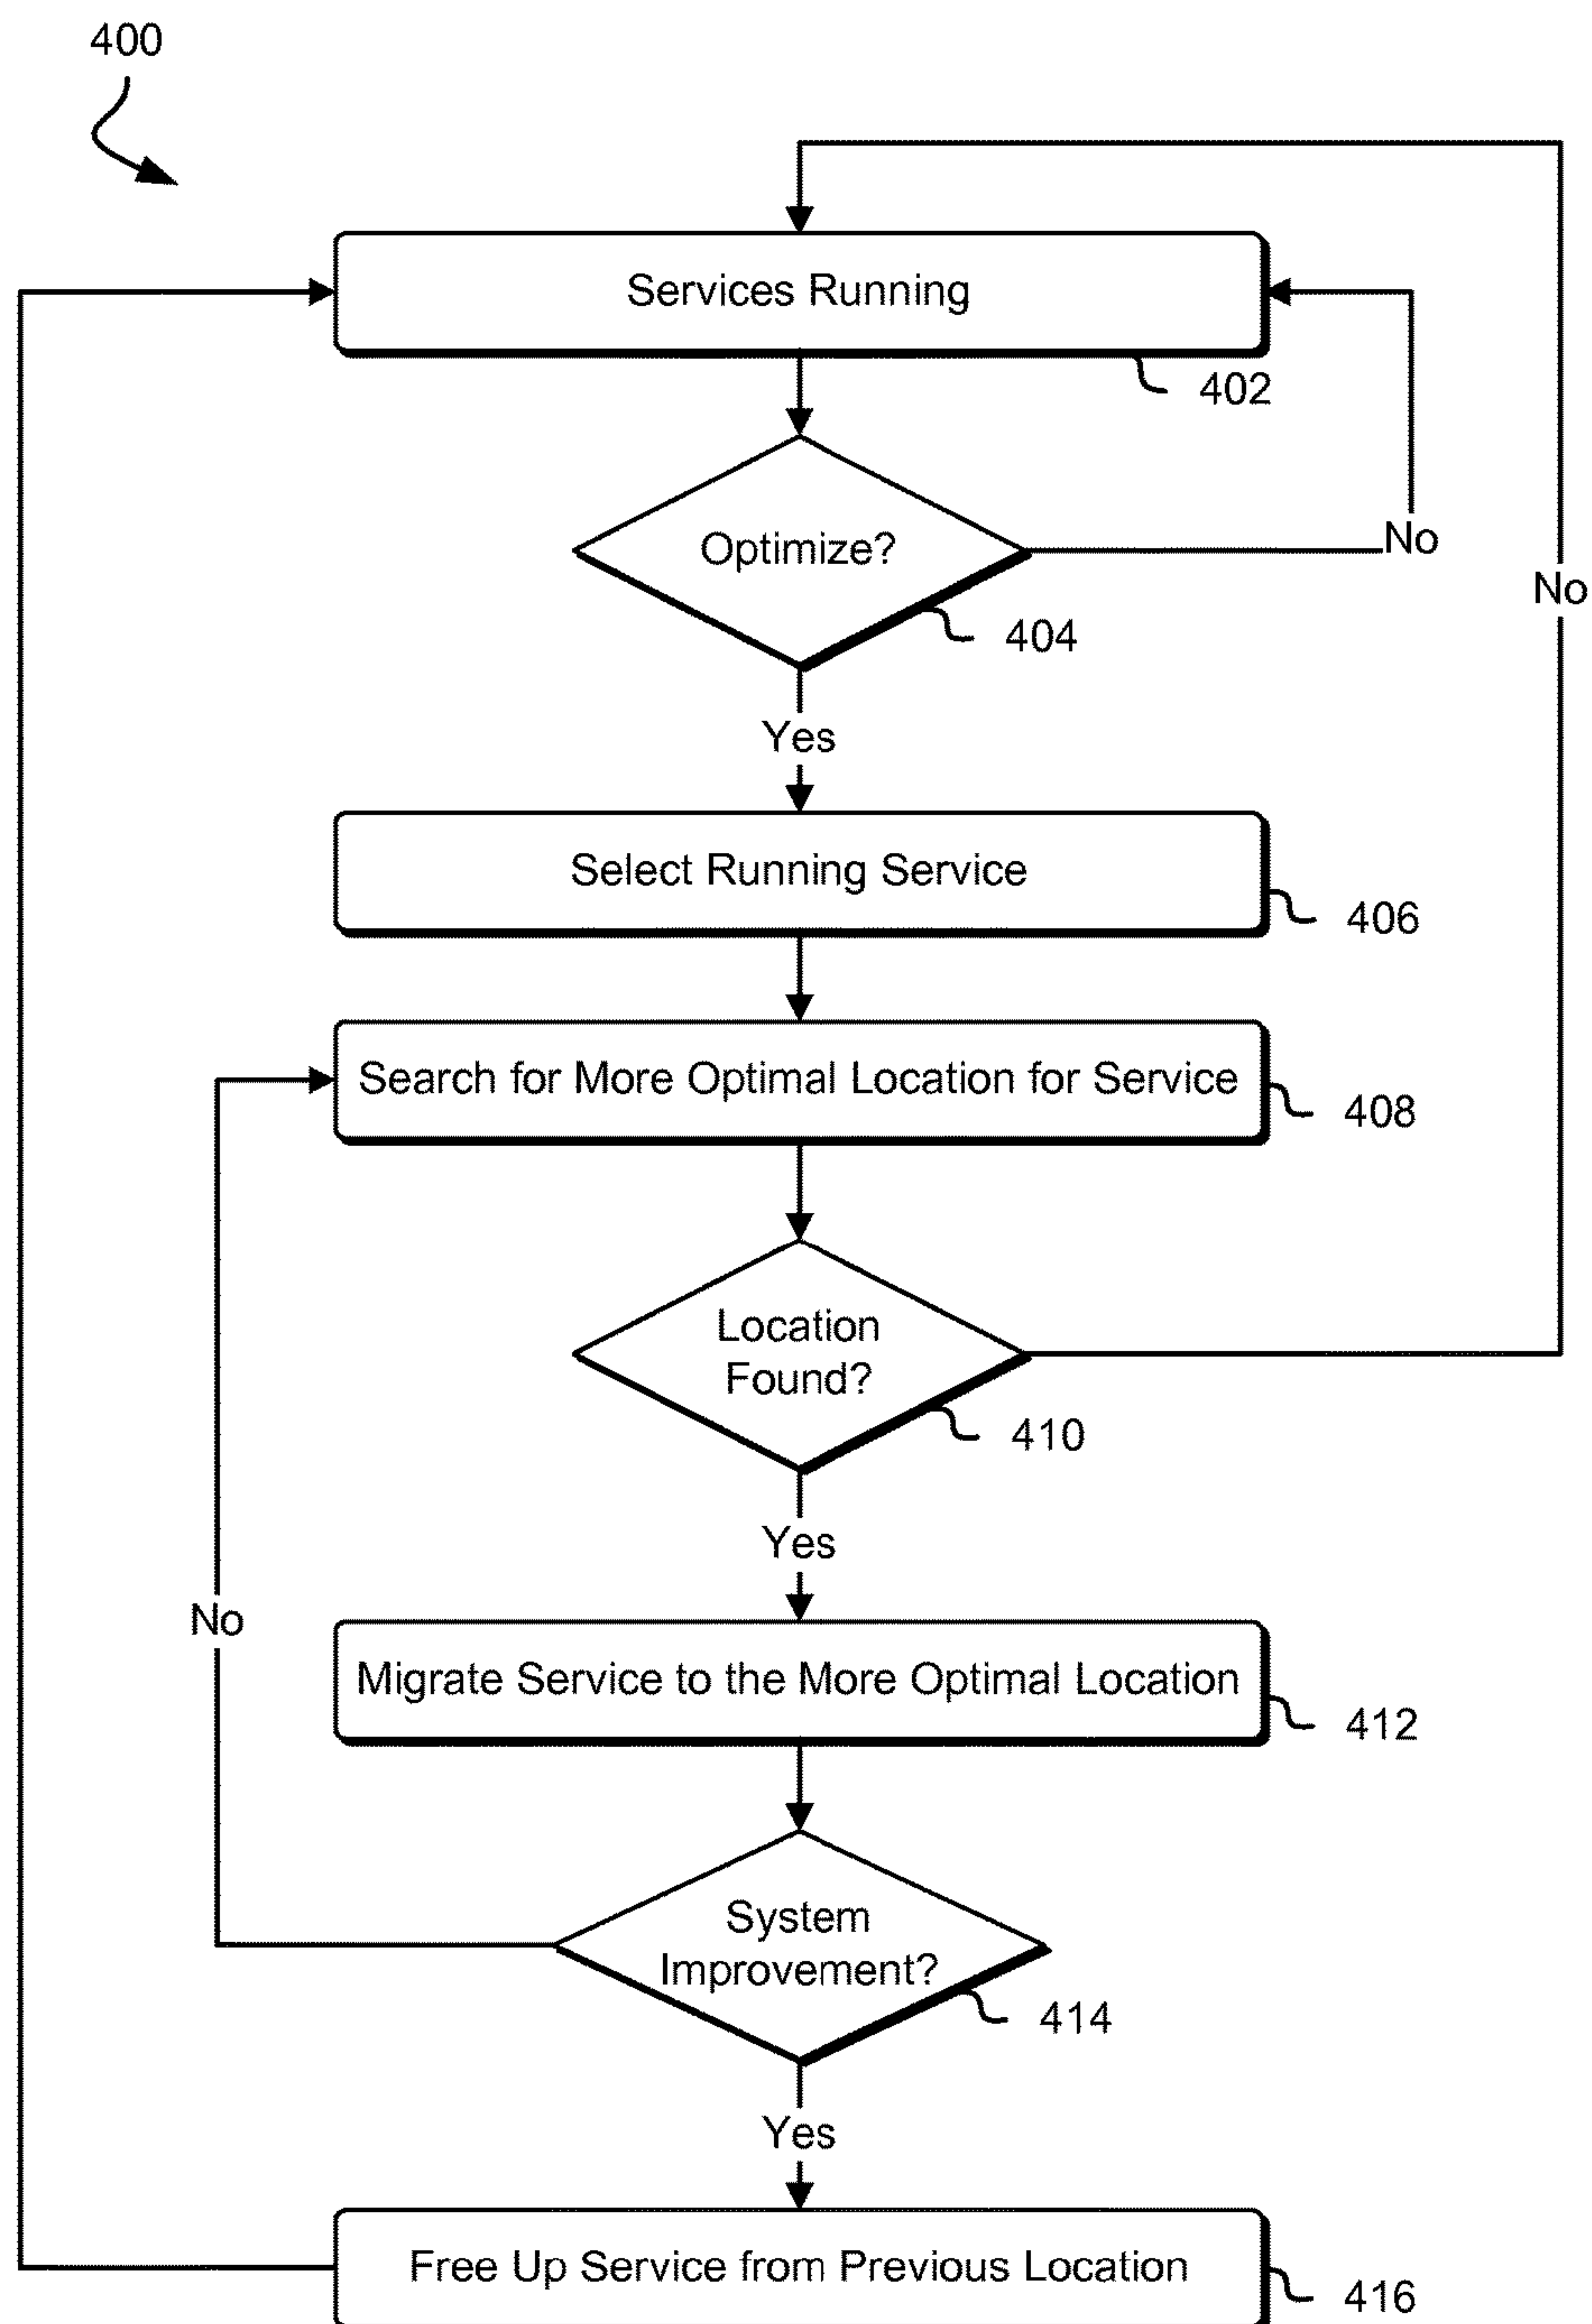 400
Services Running
402
Optimize?
No
No
404
Yes
Select Running Service
406
Search for More Optimal Location for Service
408
Location
Found?
410
Yes
No
Migrate Service to the More Optimal Location
412
System
Improvement?
414
Yes
Free Up Service from Previous Location
416